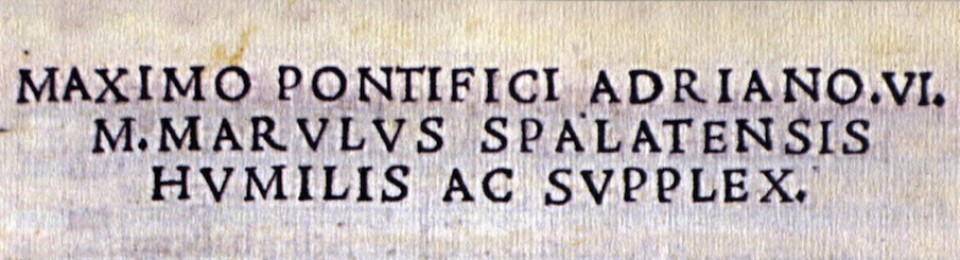 MAXIMO PONTIFICI ADRIANO.VI.
M.MARVLVS SPALATENSIS
HVMILIS AC SVPPLEX.